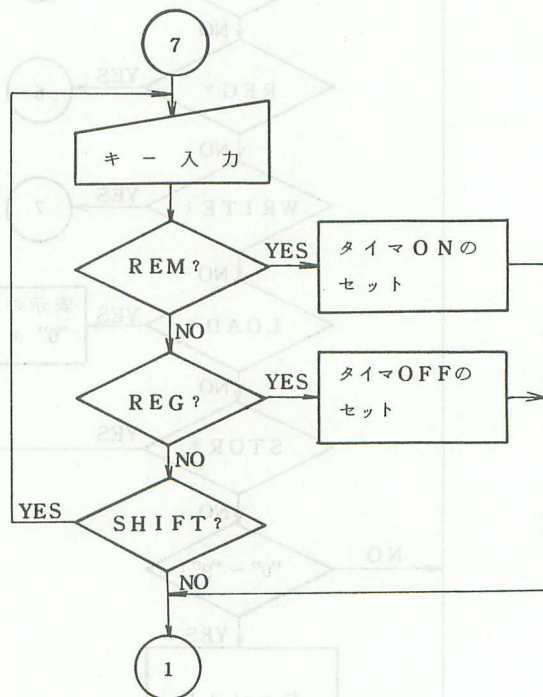 7
キー入力
REM?
YES
タイマONの
セット
NO
REG?
YES
タイマOFFの
セット
NO
YES
SHIFT?
NO
1